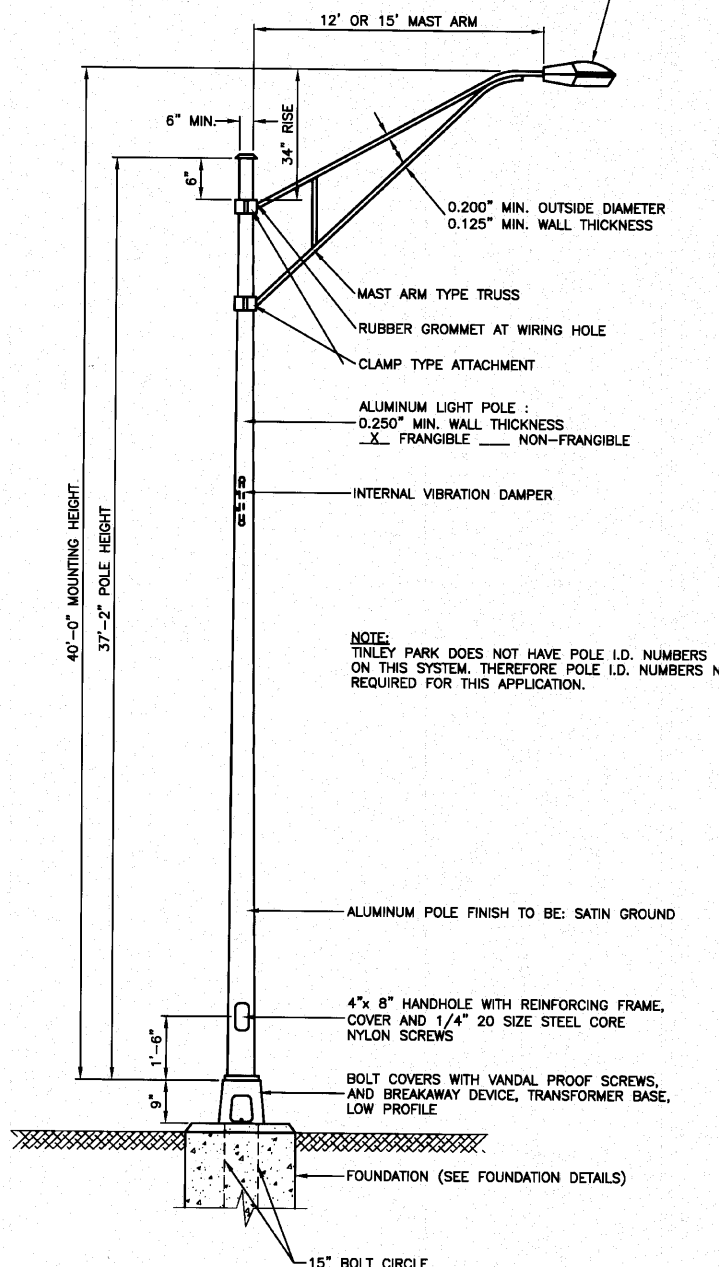 12' OR 15' MAST ARM
6" MIN.
34" RISE
6"
0.200" MIN. OUTSIDE DIAMETER
0.125" MIN. WALL THICKNESS
MAST ARM TYPE TRUSS
RUBBER GROMMET AT WIRING HOLE
CLAMP TYPE ATTACHMENT
ALUMINUM LIGHT POLE :
0.250" MIN. WALL THICKNESS
_X_ FRANGIBLE ___ NON-FRANGIBLE
INTERNAL VIBRATION DAMPER
40'-0" MOUNTING HEIGHT
37'-2" POLE HEIGHT
NOTE:
TINLEY PARK DOES NOT HAVE POLE I.D. NUMBERS
ON THIS SYSTEM. THEREFORE POLE I.D. NUMBERS N
REQUIRED FOR THIS APPLICATION.
ALUMINUM POLE FINISH TO BE: SATIN GROUND
4"x 8" HANDHOLE WITH REINFORCING FRAME,
COVER AND 1/4" 20 SIZE STEEL CORE
NYLON SCREWS
1'-6"
BOLT COVERS WITH VANDAL PROOF SCREWS,
AND BREAKAWAY DEVICE, TRANSFORMER BASE,
LOW PROFILE
9"
FOUNDATION (SEE FOUNDATION DETAILS)
15" BOLT CIRCLE